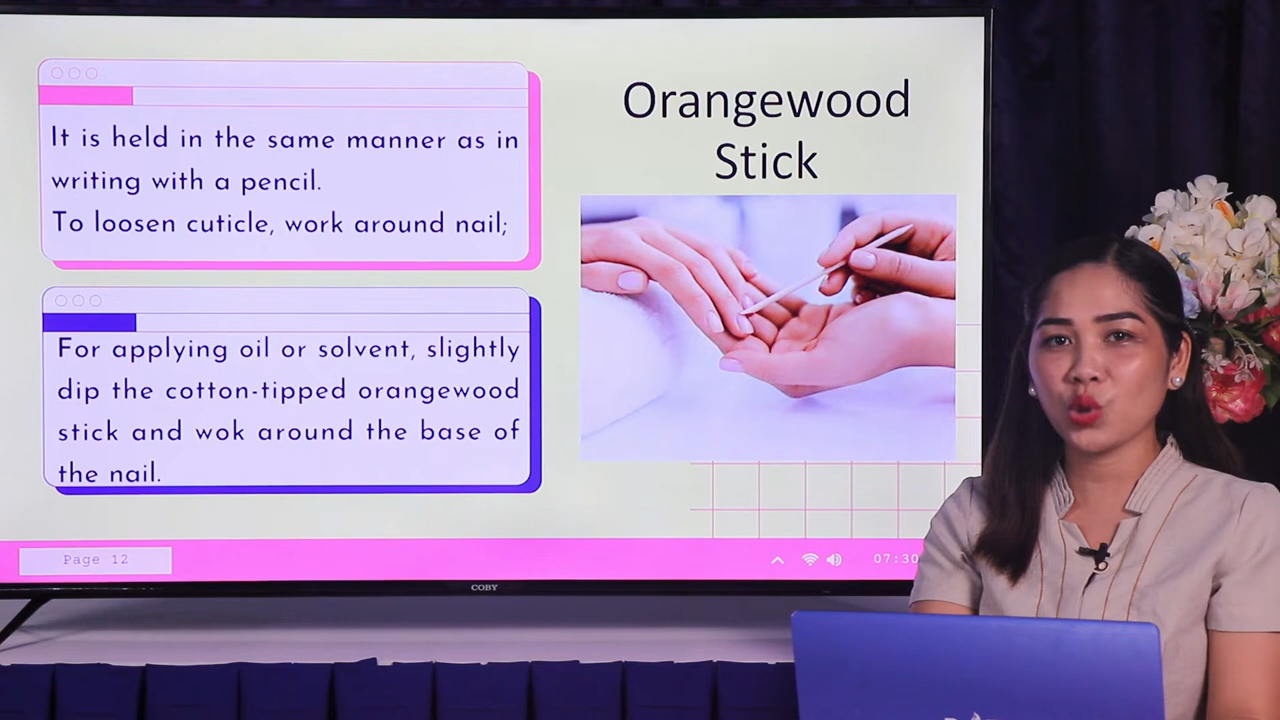 Orangewood
Stick
It is held in the same manner as in
writing with a pencil.
To loosen cuticle, work around nail;
For applying oil or solvent, slightly
dip the cotton-tipped orangewood
stick and wok around the base of
the nail.
Page 12
07:30
COBY